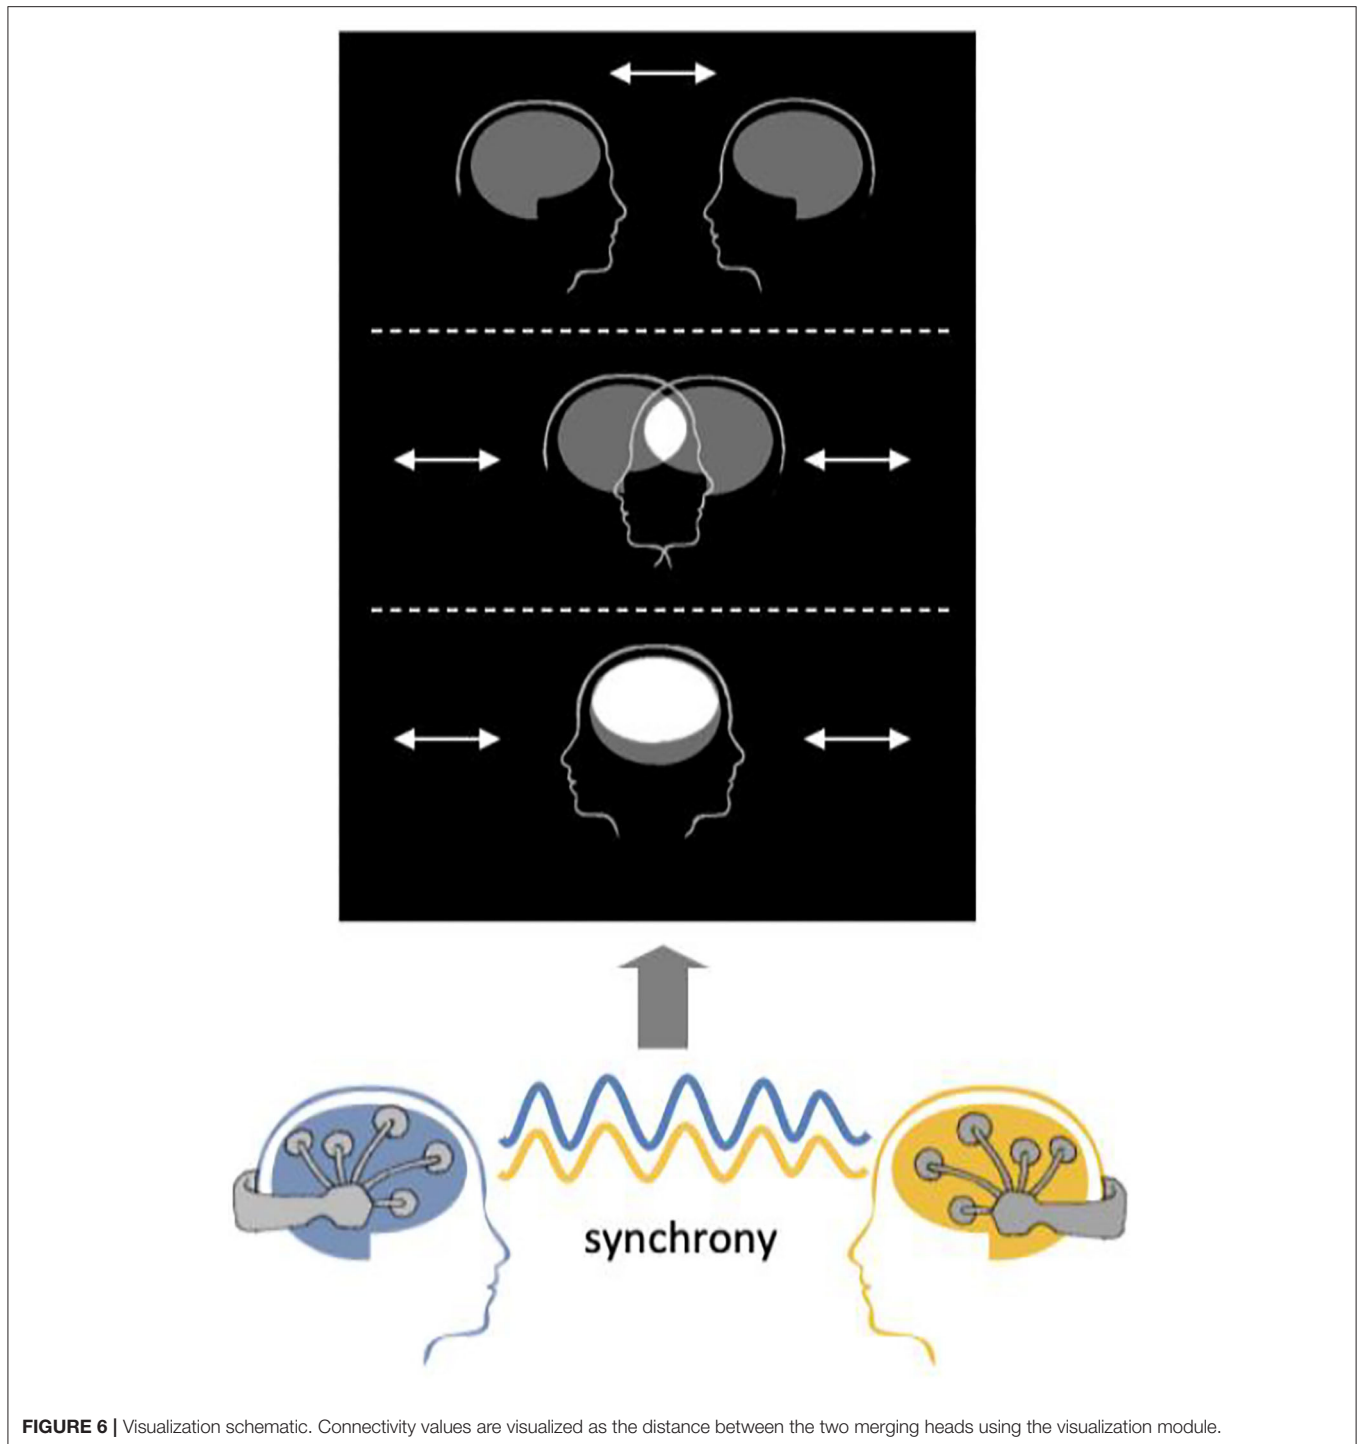 synchrony
FIGURE 6 | Visualization schematic. Connectivity values are visualized as the distance between the two merging heads using the visualization module.